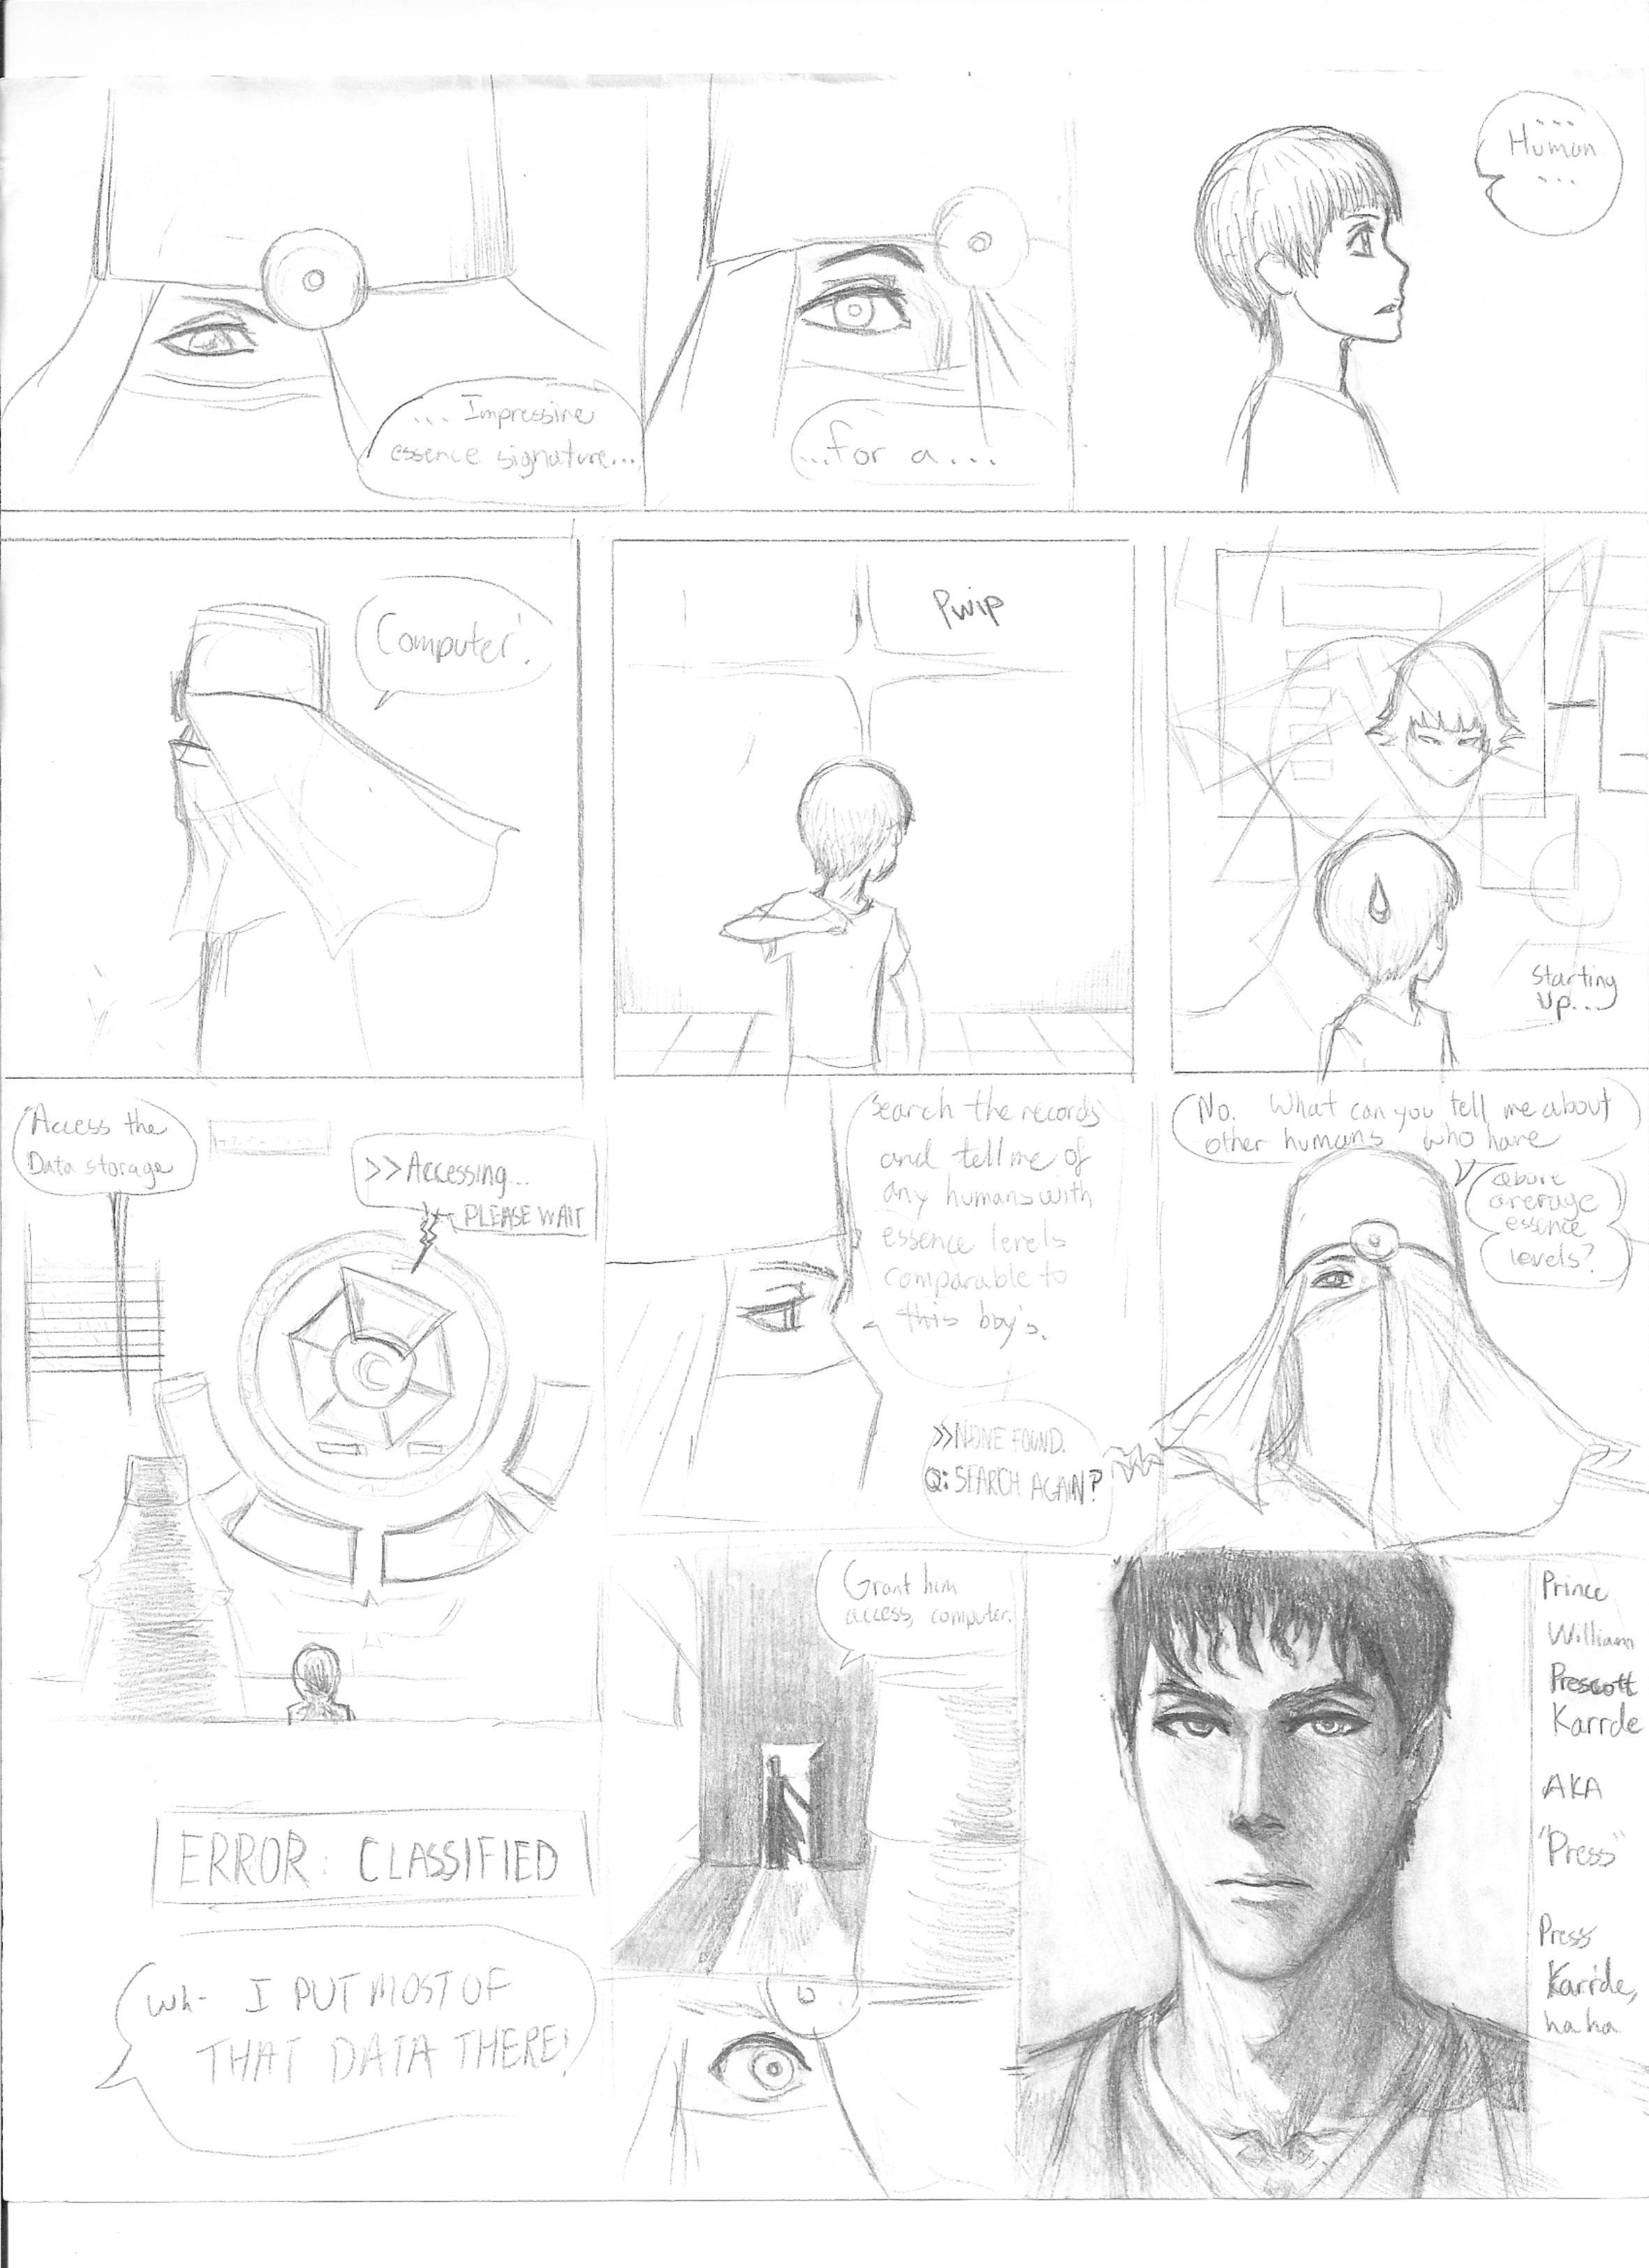 ... Impressive
essence signature...
...for a...
...
Human
...
Computer!
Pwip
Starting
Up...
Access the
Data storage
>>Accessing...
PLEASE WAIT
Search the records
and tell me of
any humans with
essence levels
comparable to
this boy's.
>>NONE FOUND.
Q: SEARCH AGAIN?
No. What can you tell me about
other humans who have
above
average
essence
levels?
ERROR: CLASSIFIED
Wh- I PUT MOST OF
THAT DATA THERE!
Grant him
access, computer.
Prince
William
Prescott
Karrde
AKA
"Press"
Press
Karrde,
ha ha